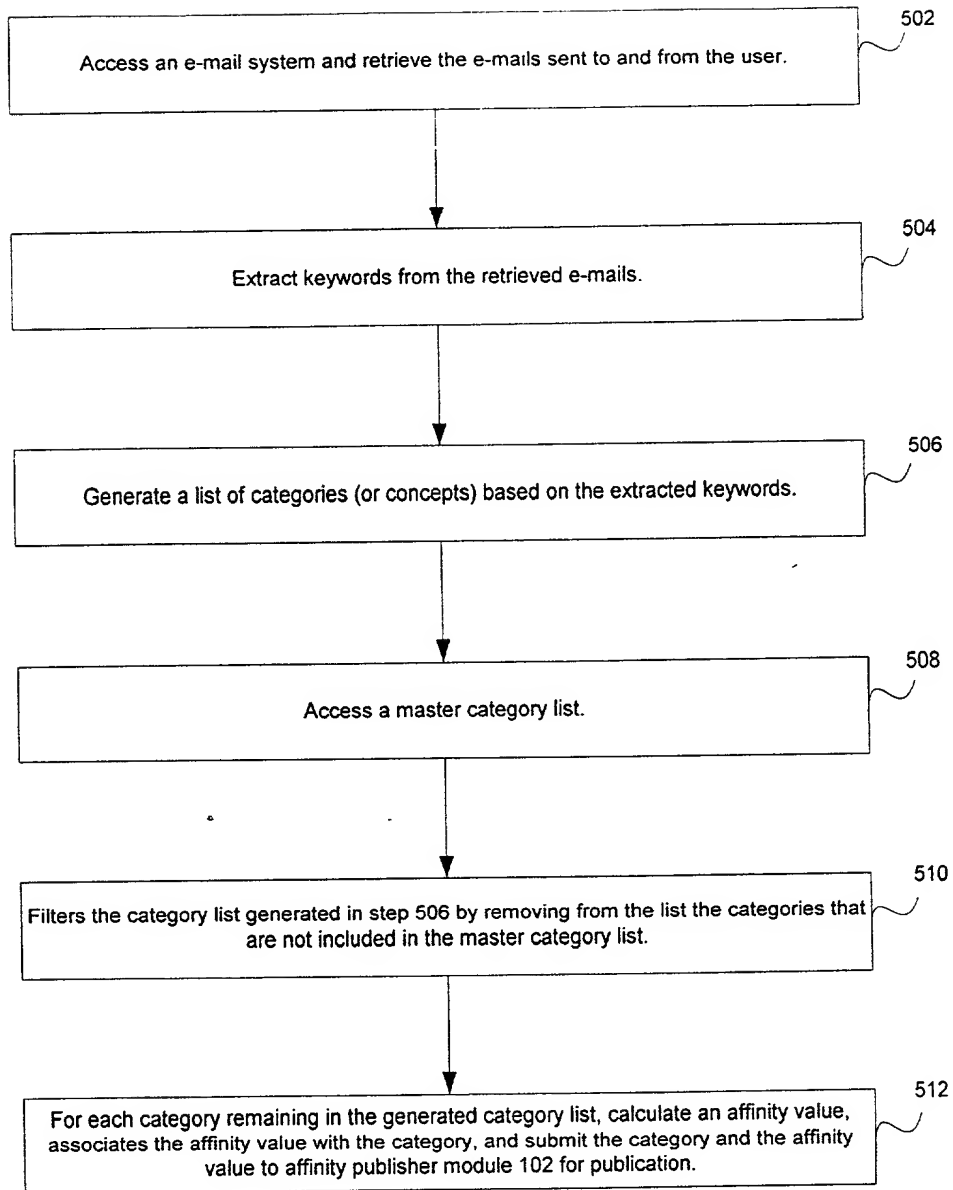 502
Access an e-mail system and retrieve the e-mails sent to and from the user.
504
Extract keywords from the retrieved e-mails.
506
Generate a list of categories (or concepts) based on the extracted keywords.
508
Access a master category list.
510
Filters the category list generated in step 506 by removing from the list the categories that
are not included in the master category list.
512
For each category remaining in the generated category list, calculate an affinity value,
associates the affinity value with the category, and submit the category and the affinity
value to affinity publisher module 102 for publication.